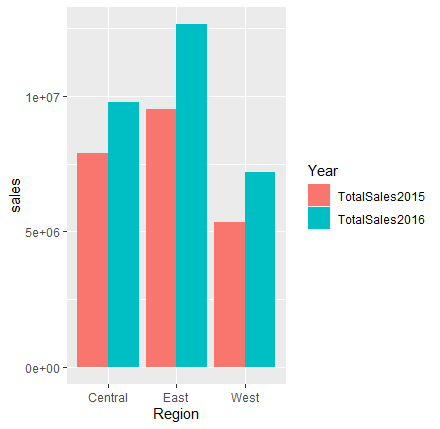 1e+07
5e+06
0e+00
sales
Central East West
Region
Year
TotalSales2015
TotalSales2016